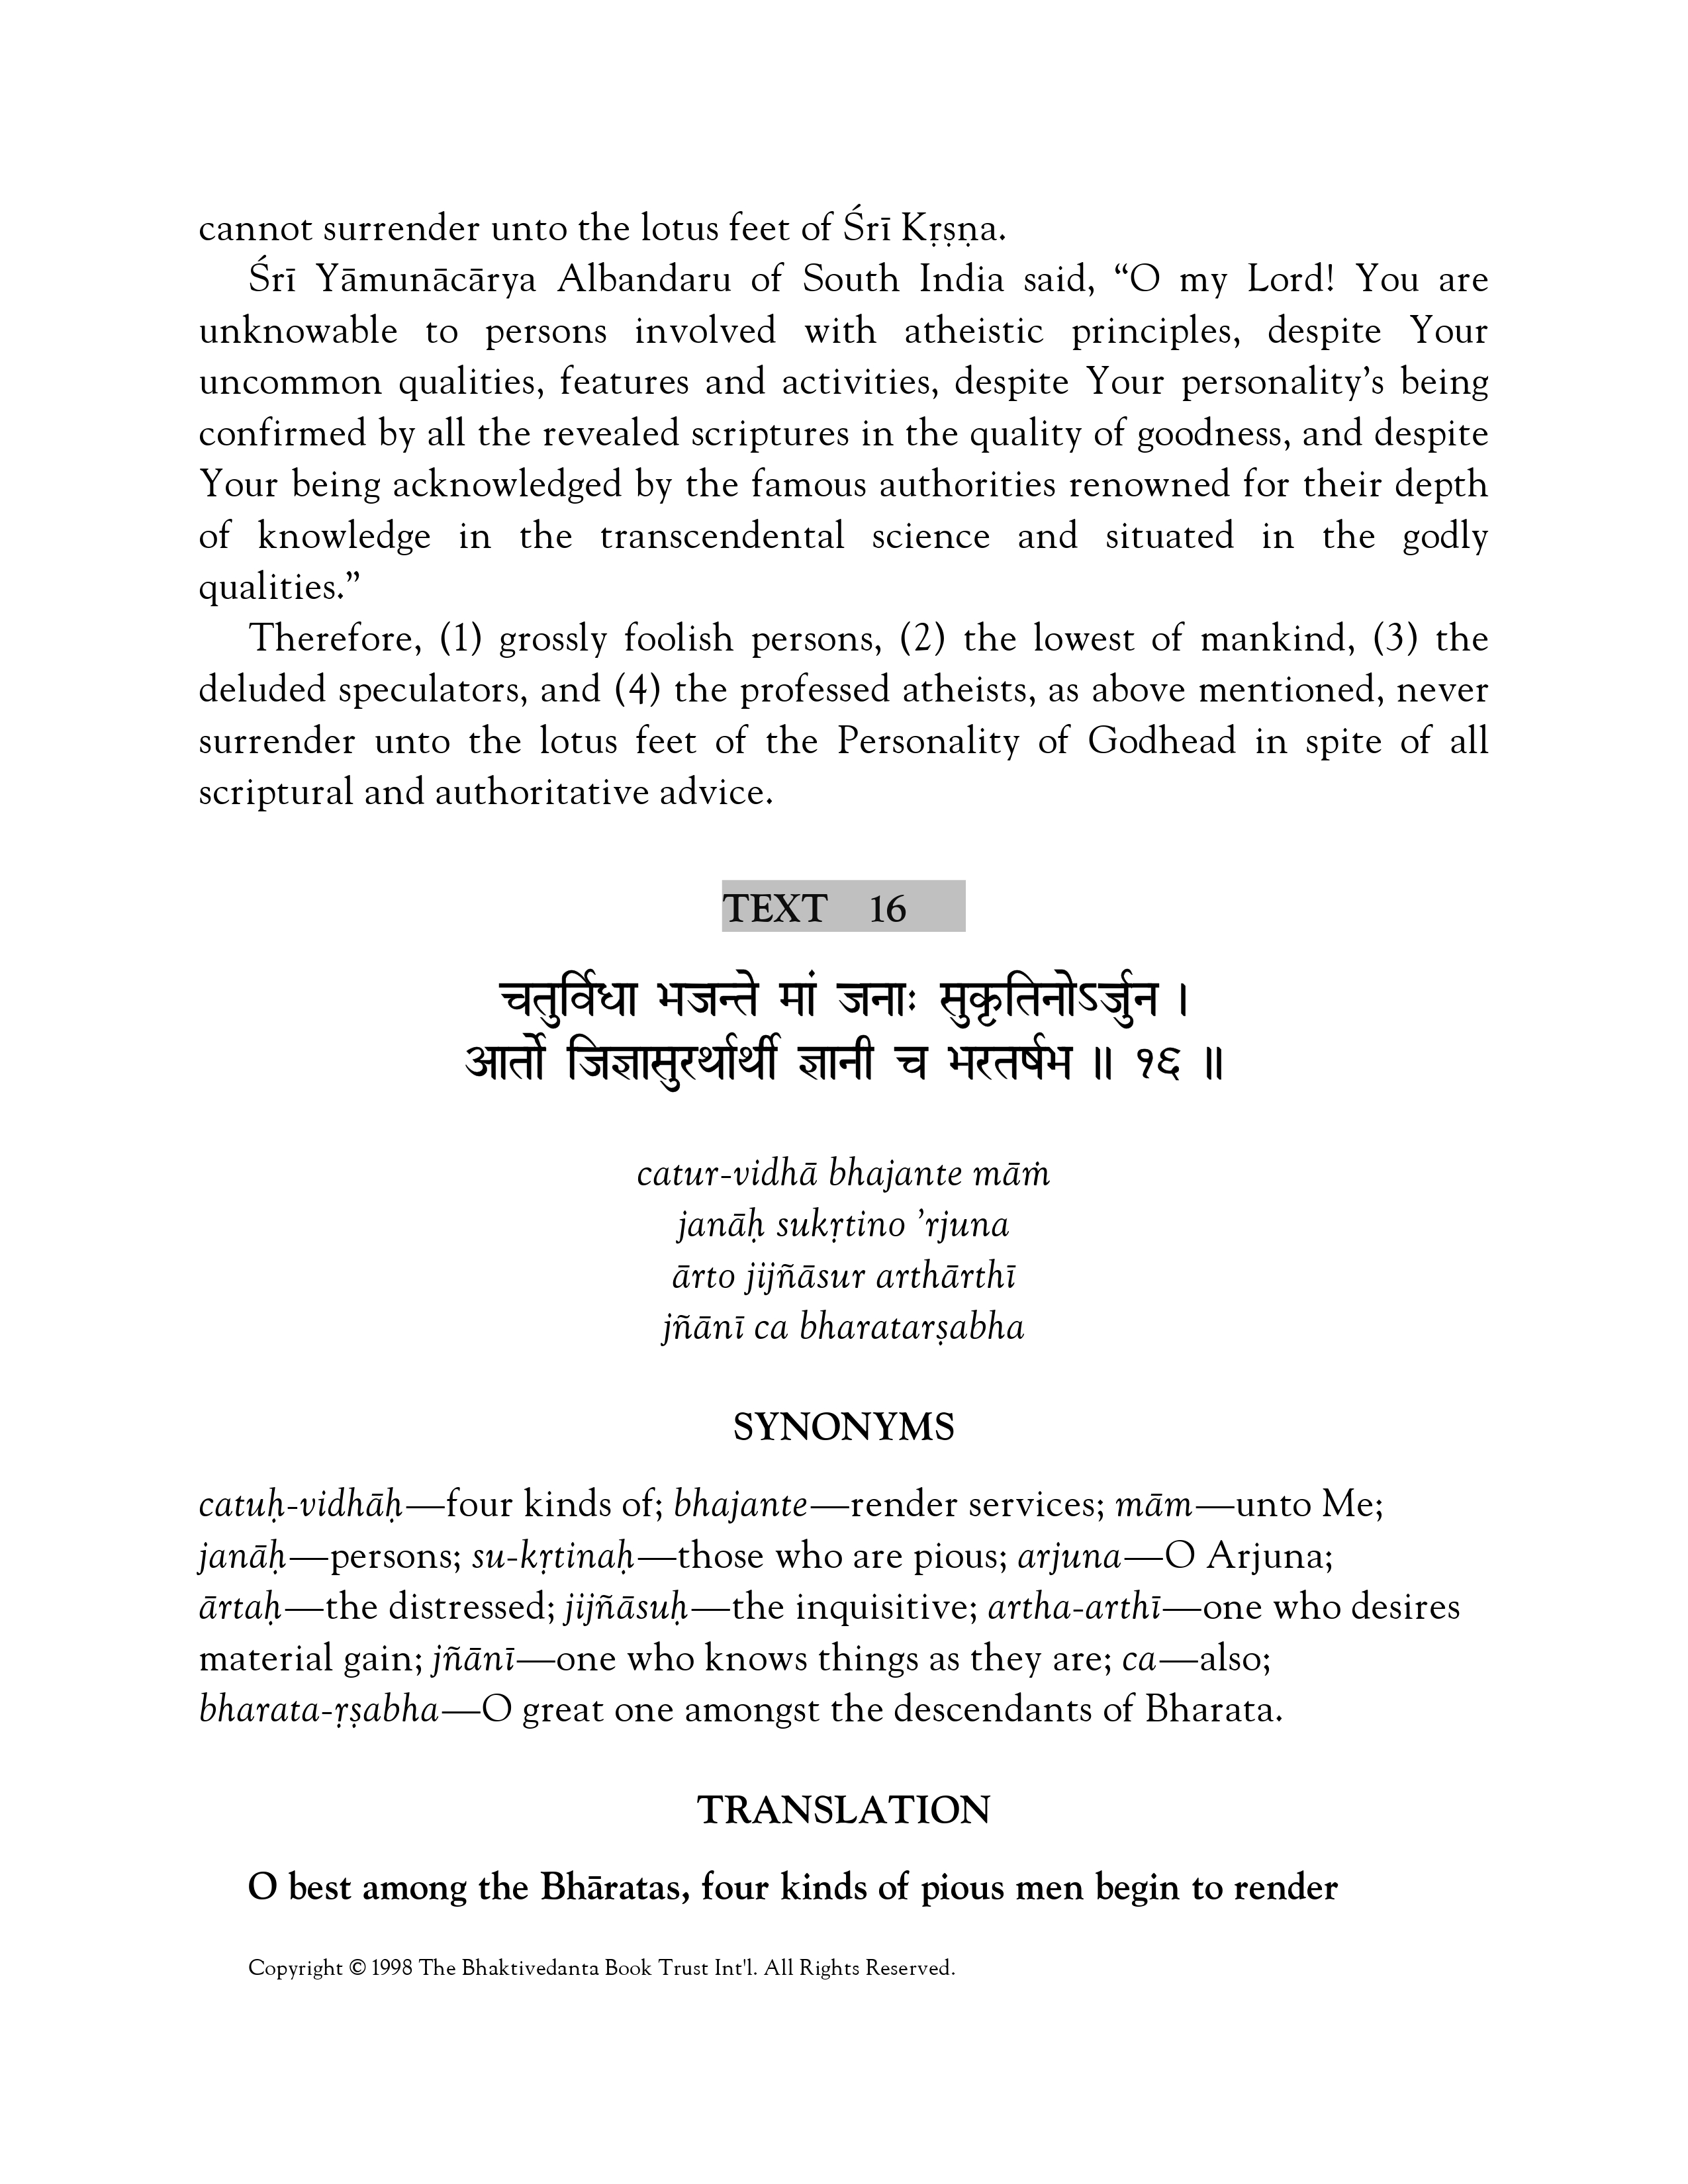 cannot surrender unto the lotus feet of Śrī Kṛṣṇa.
Śrī Yāmunācārya Albandaru of South India said, “O my Lord! You are
unknowable to persons involved with atheistic principles, despite Your
uncommon qualities, features and activities, despite Your personality’s being
confirmed by all the revealed scriptures in the quality of goodness, and despite
Your being acknowledged by the famous authorities renowned for their depth
of knowledge in the transcendental science and situated in the godly
qualities.”
Therefore, (1) grossly foolish persons, (2) the lowest of mankind, (3) the
deluded speculators, and (4) the professed atheists, as above mentioned, never
surrender unto the lotus feet of the Personality of Godhead in spite of all
scriptural and authoritative advice.
TEXT 16
चतुर्विधा भजन्ते मां जनाः सुकृतिनोऽर्जुन ।
आर्तो जिज्ञासुरर्थार्थी ज्ञानी च भरतर्षभ ॥ १६ ॥
catur-vidhā bhajante māṁ
janāḥ sukṛtino ’rjuna
ārto jijñāsur arthārthī
jñānī ca bharatarṣabha
SYNONYMS
catuḥ-vidhāḥ—four kinds of; bhajante—render services; mām—unto Me;
janāḥ—persons; su-kṛtinaḥ—those who are pious; arjuna—O Arjuna;
ārtaḥ—the distressed; jijñāsuḥ—the inquisitive; artha-arthī—one who desires
material gain; jñānī—one who knows things as they are; ca—also;
bharata-ṛṣabha—O great one amongst the descendants of Bharata.
TRANSLATION
O best among the Bhāratas, four kinds of pious men begin to render
Copyright © 1998 The Bhaktivedanta Book Trust Int'l. All Rights Reserved.